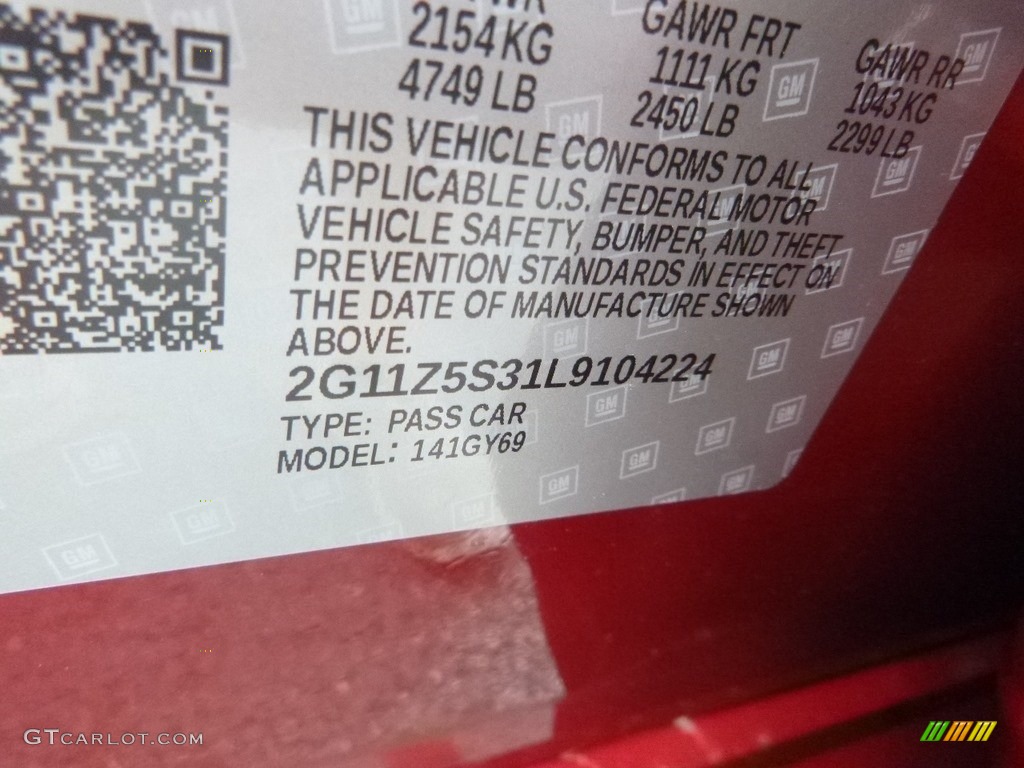 GAWR FRT GAWR RR
2154 KG 1111 KG 1043 KG
4749 LB 2450 LB 2299 LB
THIS VEHICLE CONFORMS TO ALL
APPLICABLE U.S. FEDERAL MOTOR
VEHICLE SAFETY, BUMPER, AND THEFT
PREVENTION STANDARDS IN EFFECT ON
THE DATE OF MANUFACTURE SHOWN
ABOVE.
2G11Z5S31L9104224
TYPE: PASS CAR
MODEL: 141GY69
GTCARLOT.COM